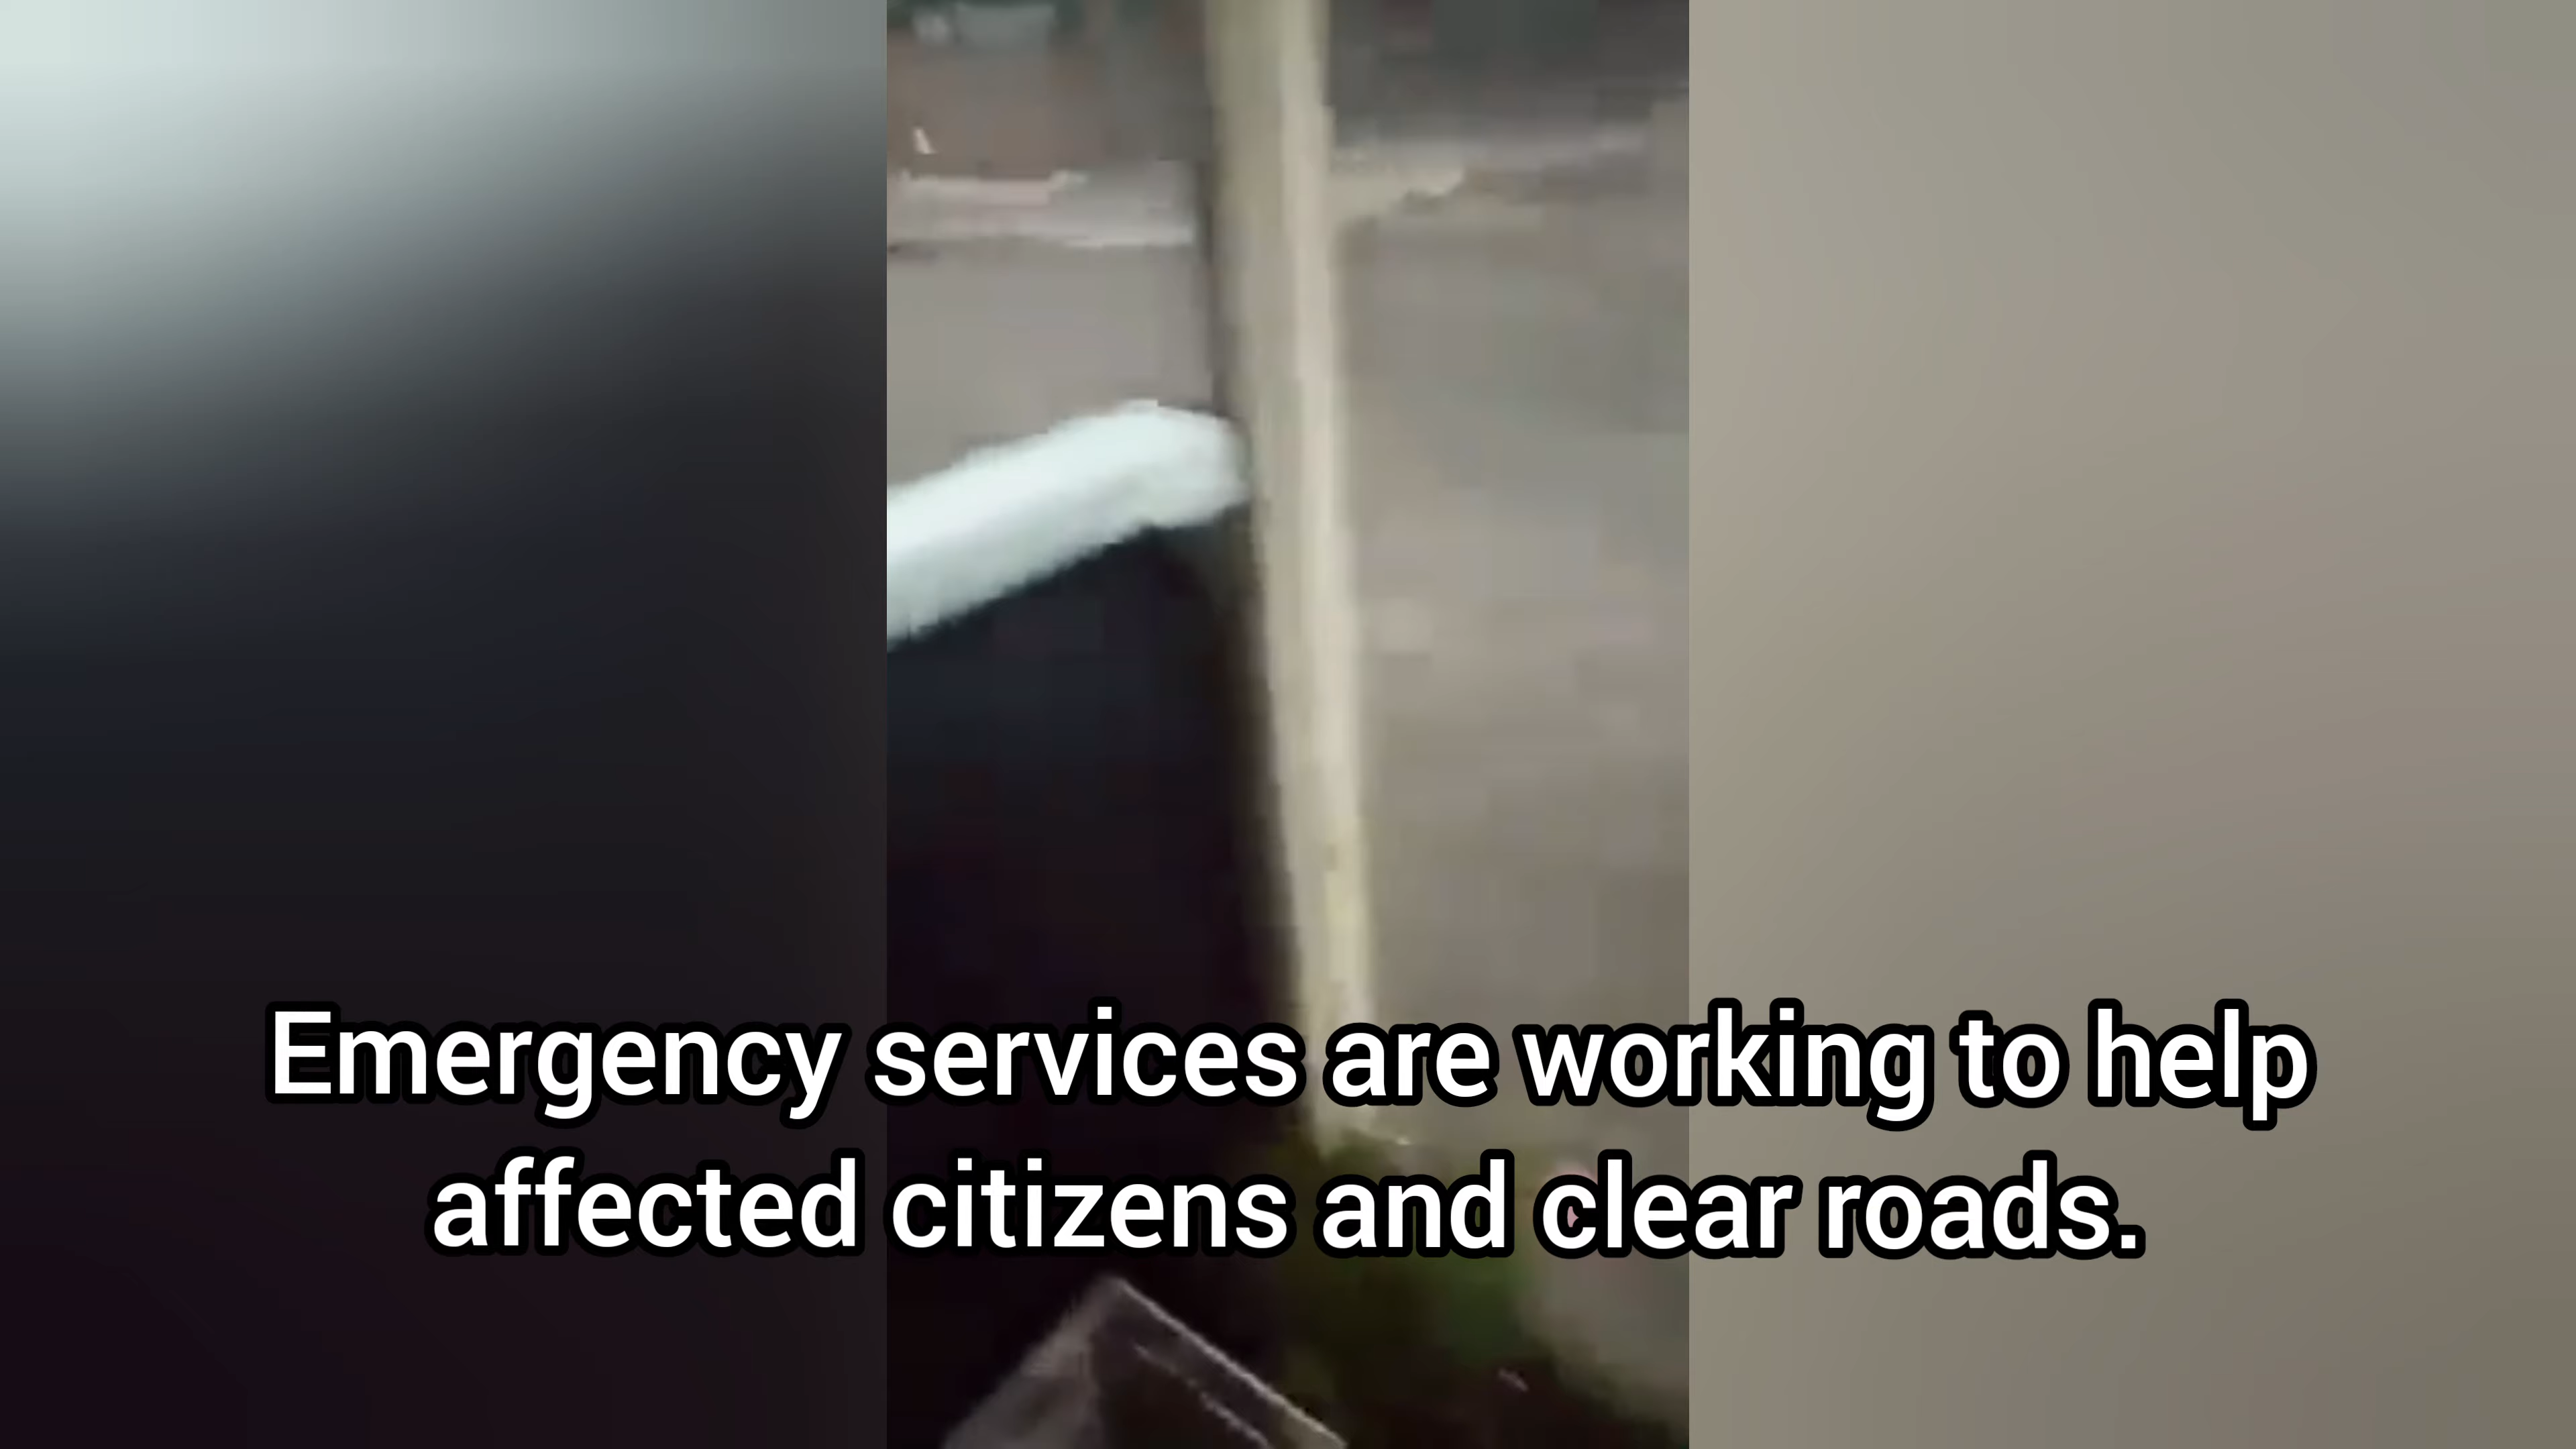 Emergency services are working to help
affected citizens and clear roads.